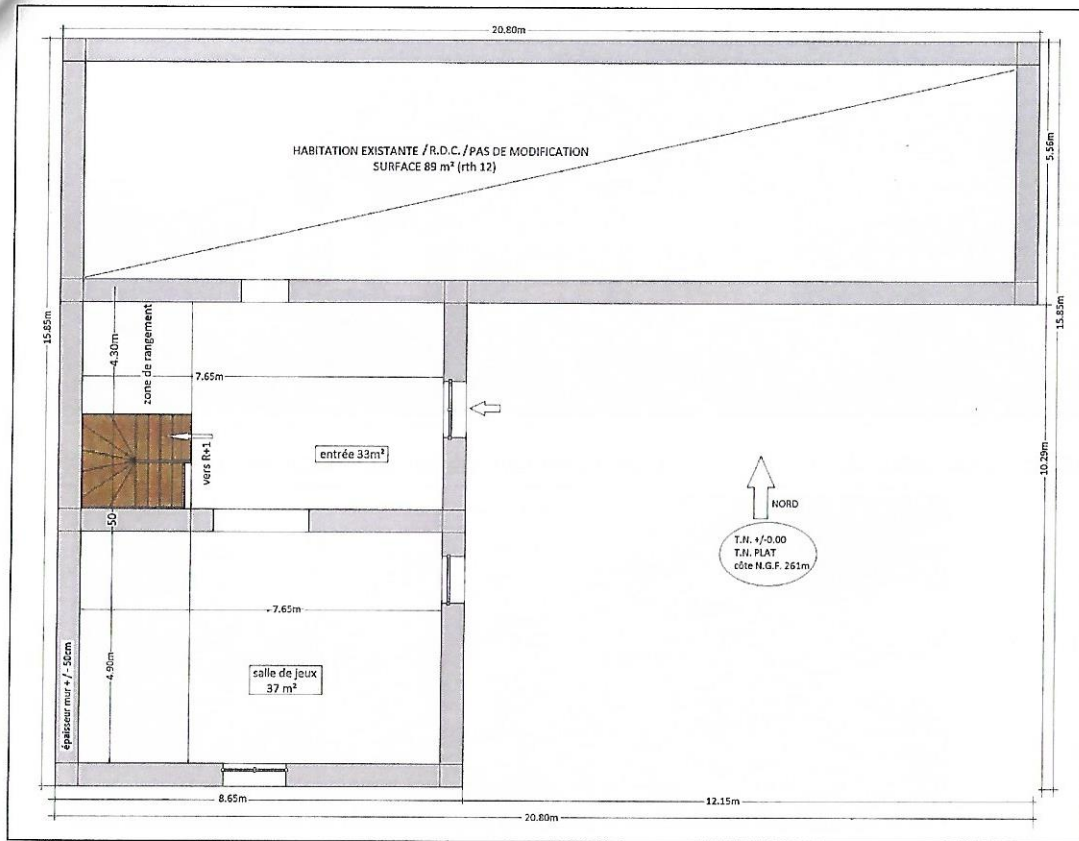 20.80m
HABITATION EXISTANTE /R.D.C./PAS DE MODIFICATION
SURFACE 89 m² (rth 12)
5.56m
15.85m
15.85m
4.30m
zone de rangement
7.65m
entrée 33m²
vers R+1
50
10.29m
NORD
T.N. +/-0.00
T.N. PLAT
côte N.G.F. 261m
7.65m
épaisseur mur + / - 50cm
4.90m
salle de jeux
37 m²
8.65m
12.15m
20.80m